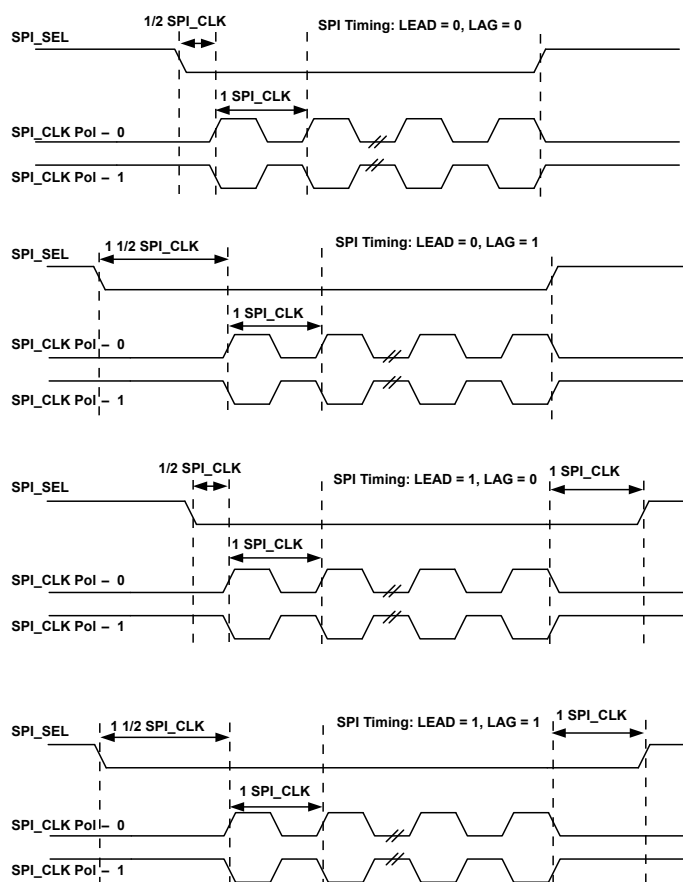 1/2 SPI_CLK
SPI Timing: LEAD = 0, LAG = 0
SPI_SEL
1 SPI_CLK
SPI_CLK Pol – 0
SPI_CLK Pol – 1
1 1/2 SPI_CLK
SPI Timing: LEAD = 0, LAG = 1
SPI_SEL
1 SPI_CLK
SPI_CLK Pol – 0
SPI_CLK Pol – 1
1/2 SPI_CLK
SPI Timing: LEAD = 1, LAG = 0
1 SPI_CLK
SPI_SEL
1 SPI_CLK
SPI_CLK Pol – 0
SPI_CLK Pol – 1
1 1/2 SPI_CLK
SPI Timing: LEAD = 1, LAG = 1
1 SPI_CLK
SPI_SEL
1 SPI_CLK
SPI_CLK Pol – 0
SPI_CLK Pol – 1